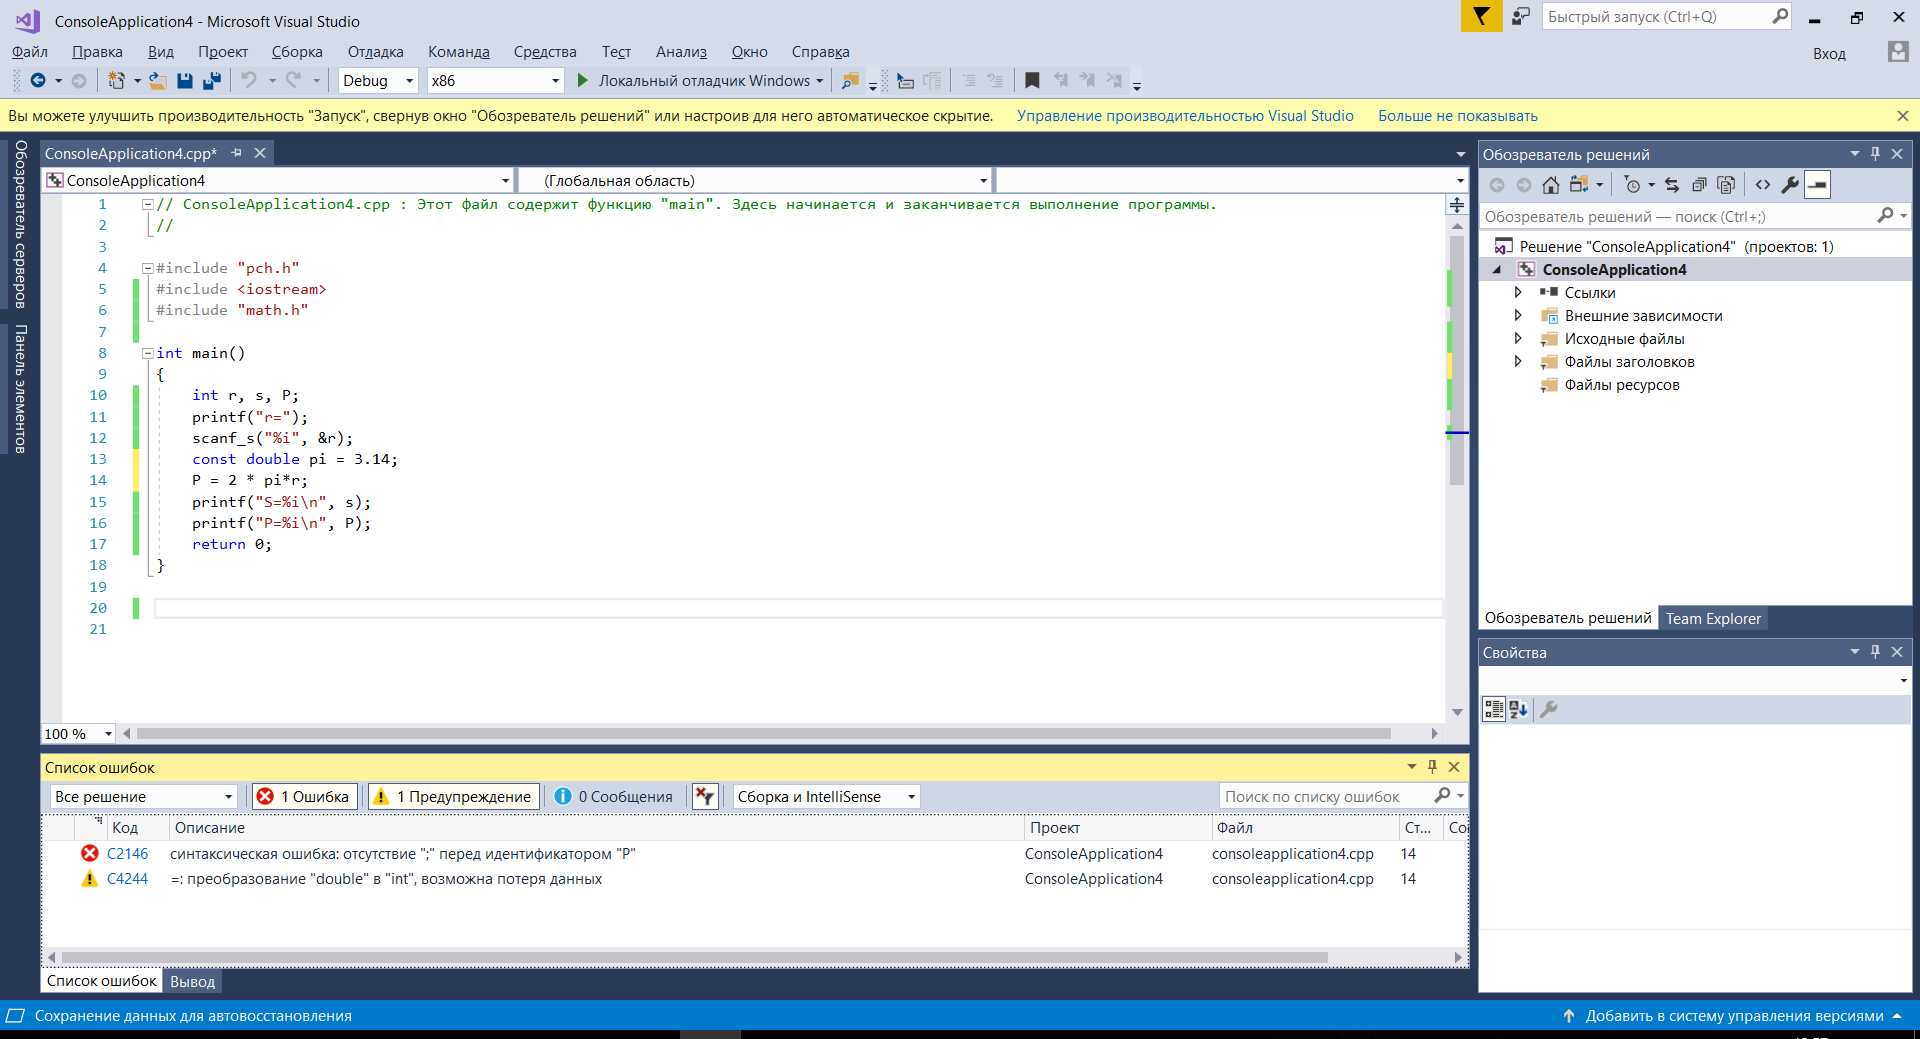 ConsoleApplication4 - Microsoft Visual Studio
Быстрый запуск (Ctrl+Q)
Файл Правка Вид Проект Сборка Отладка Команда Средства Тест Анализ Окно Справка
Вход
Debug x86 Локальный отладчик Windows
Вы можете улучшить производительность "Запуск", свернув окно "Обозреватель решений" или настроив для него автоматическое скрытие. Управление производительностью Visual Studio Больше не показывать
Обозреватель серверов
Панель элементов
ConsoleApplication4.cpp*
ConsoleApplication4 (Глобальная область)
1 // ConsoleApplication4.cpp : Этот файл содержит функцию "main". Здесь начинается и заканчивается выполнение программы.
2 //
3
4 #include "pch.h"
5 #include <iostream>
6 #include "math.h"
7
8 int main()
9 {
10 int r, s, P;
11 printf("r=");
12 scanf_s("%i", &r);
13 const double pi = 3.14;
14 P = 2 * pi*r;
15 printf("S=%i\n", s);
16 printf("P=%i\n", P);
17 return 0;
18 }
19
20
21
100 %
Обозреватель решений
Обозреватель решений — поиск (Ctrl+;)
Решение "ConsoleApplication4" (проектов: 1)
ConsoleApplication4
Ссылки
Внешние зависимости
Исходные файлы
Файлы заголовков
Файлы ресурсов
Обозреватель решений Team Explorer
Свойства
Список ошибок
Все решение 1 Ошибка 1 Предупреждение 0 Сообщения Сборка и IntelliSense Поиск по списку ошибок
Код Описание Проект Файл Ст...
C2146 синтаксическая ошибка: отсутствие ";" перед идентификатором "P" ConsoleApplication4 consoleapplication4.cpp 14
C4244 =: преобразование "double" в "int", возможна потеря данных ConsoleApplication4 consoleapplication4.cpp 14
Список ошибок Вывод
Сохранение данных для автовосстановления Добавить в систему управления версиями